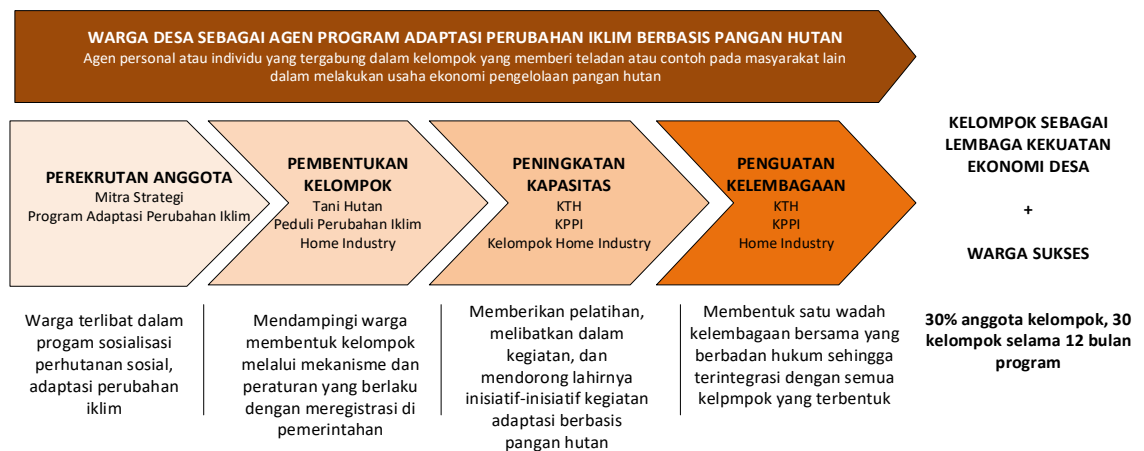 WARGA DESA SEBAGAI AGEN PROGRAM ADAPTASI PERUBAHAN IKLIM BERBASIS PANGAN HUTAN
Agen personal atau individu yang tergabung dalam kelompok yang memberi teladan atau contoh pada masyarakat lain
dalam melakukan usaha ekonomi pengelolaan pangan hutan
PEREKRUTAN ANGGOTA
Mitra Strategi
Program Adaptasi Perubahan Iklim
PEMBENTUKAN
KELOMPOK
Tani Hutan
Peduli Perubahan Iklim
Home Industry
PENINGKATAN
KAPASITAS
KTH
KPPI
Kelompok Home Industry
PENGUATAN
KELEMBAGAAN
KTH
KPPI
Home Industry
KELOMPOK SEBAGAI
LEMBAGA KEKUATAN
EKONOMI DESA
+
WARGA SUKSES
Warga terlibat dalam
progam sosialisasi
perhutanan sosial,
adaptasi perubahan
iklim
Mendampingi warga
membentuk kelompok
melalui mekanisme dan
peraturan yang berlaku
dengan meregistrasi di
pemerintahan
Memberikan pelatihan,
melibatkan dalam
kegiatan, dan
mendorong lahirnya
inisiatif-inisiatif kegiatan
adaptasi berbasis
pangan hutan
Membentuk satu wadah
kelembagaan bersama yang
berbadan hukum sehingga
terintegrasi dengan semua
kelpmpok yang terbentuk
30% anggota kelompok, 30
kelompok selama 12 bulan
program